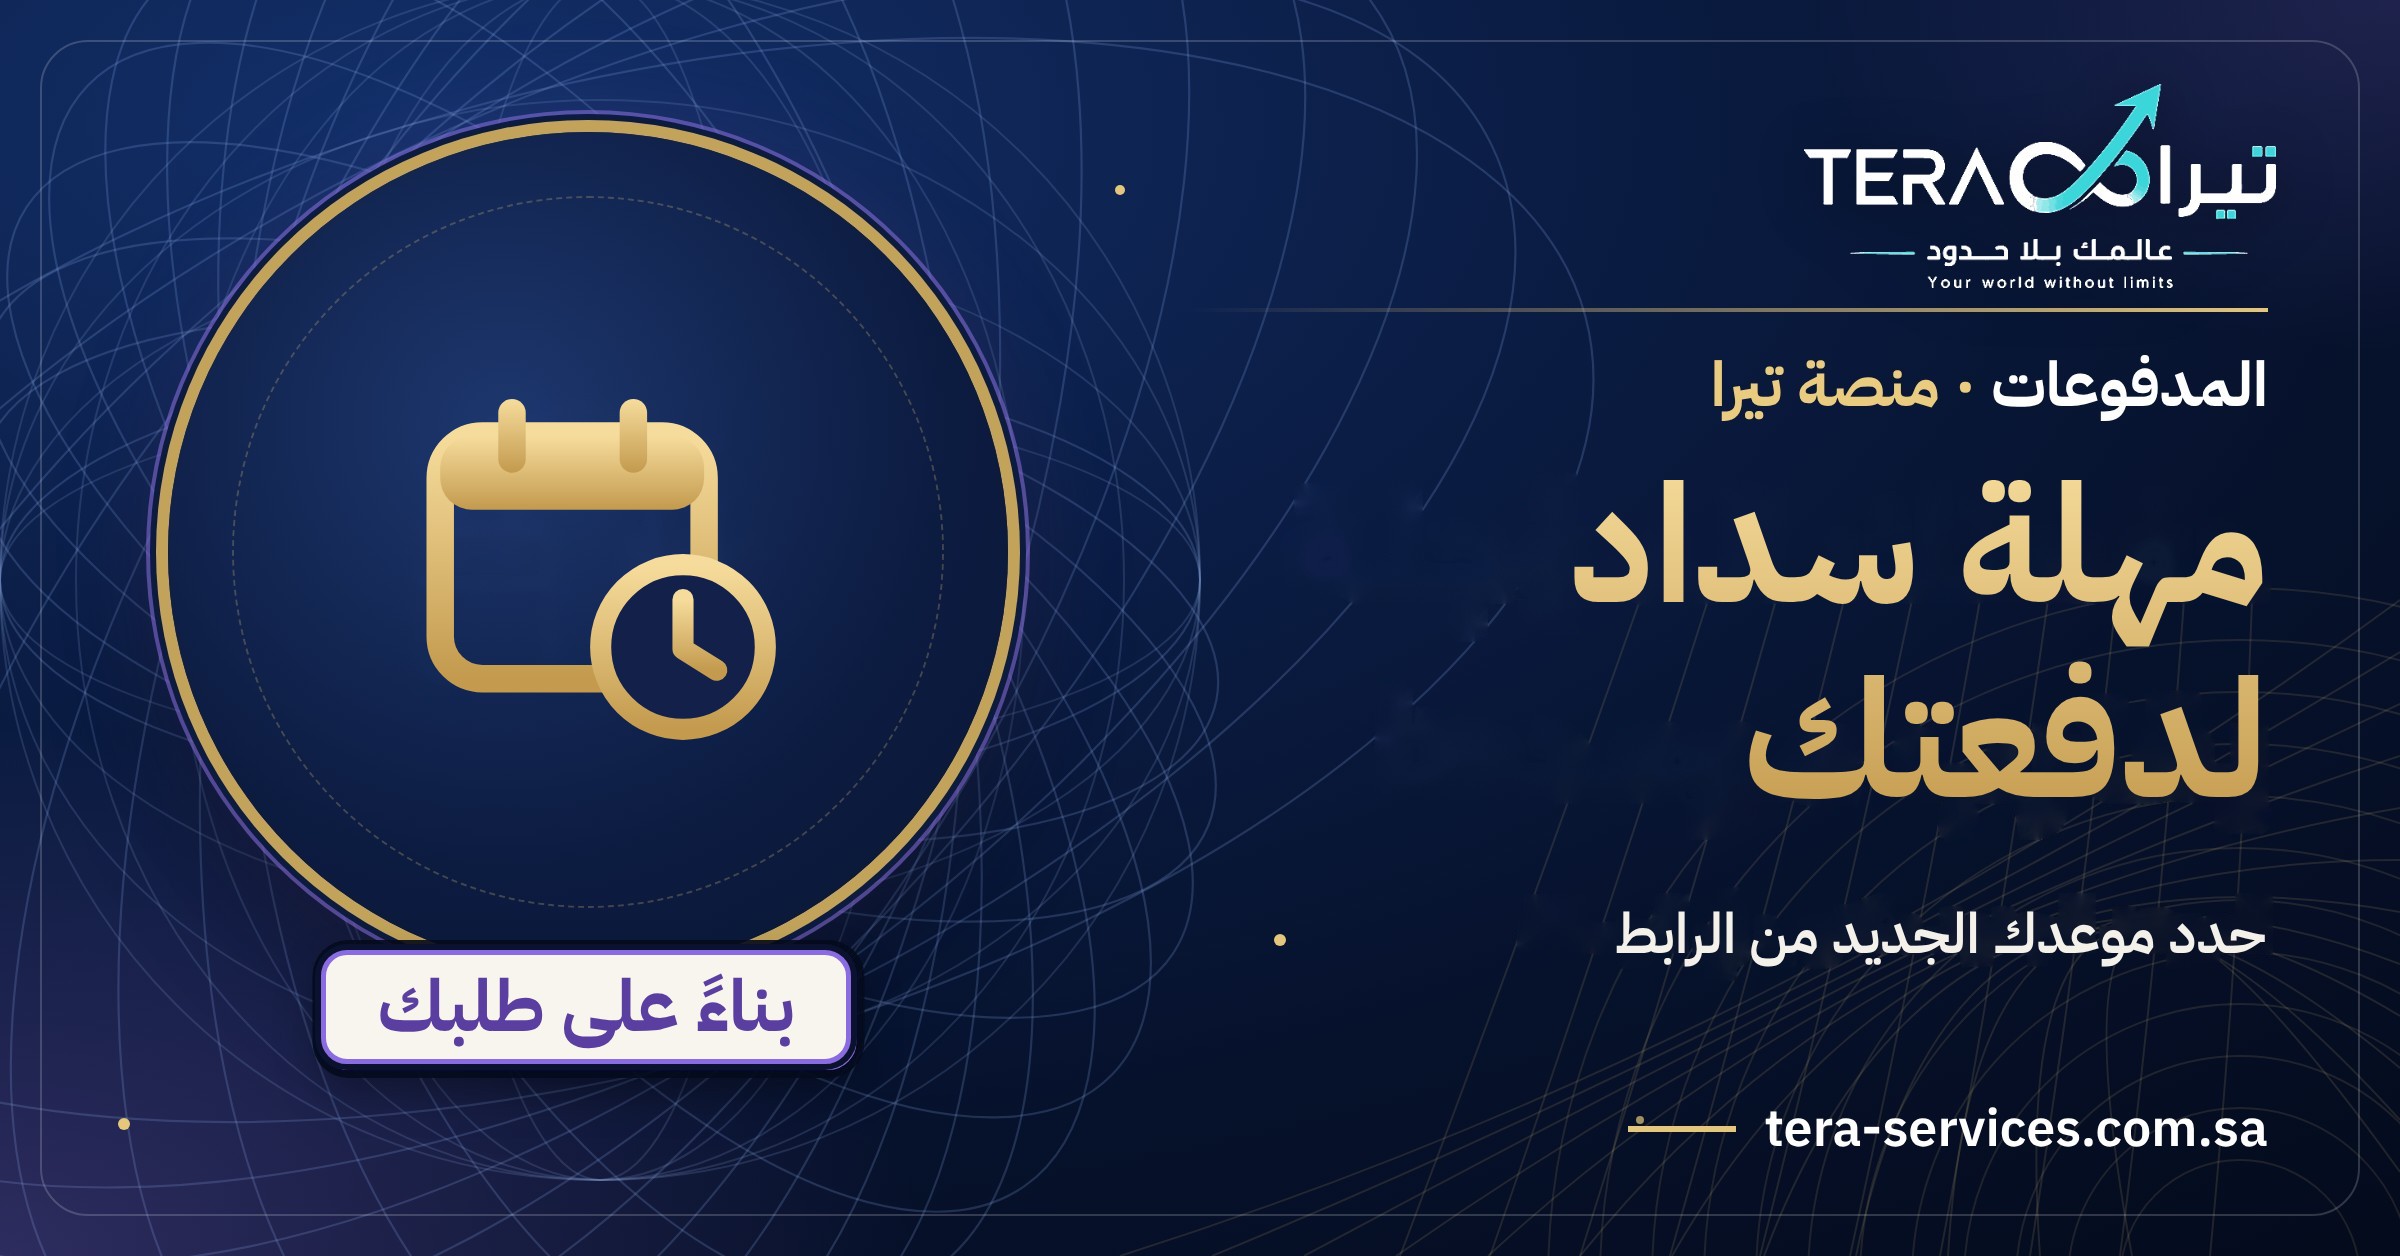 TERA تيرا
عالمك بلا حدود
Your world without limits
المدفوعات · منصة تيرا
مهلة سداد
لدفعتك
حدد موعدك الجديد من الرابط
بناءً على طلبك
tera-services.com.sa